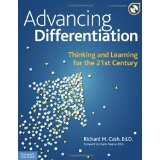 Advancing
Differentiation
Thinking and Learning
for the 21st Century
Richard M. Cash, Ed.D.